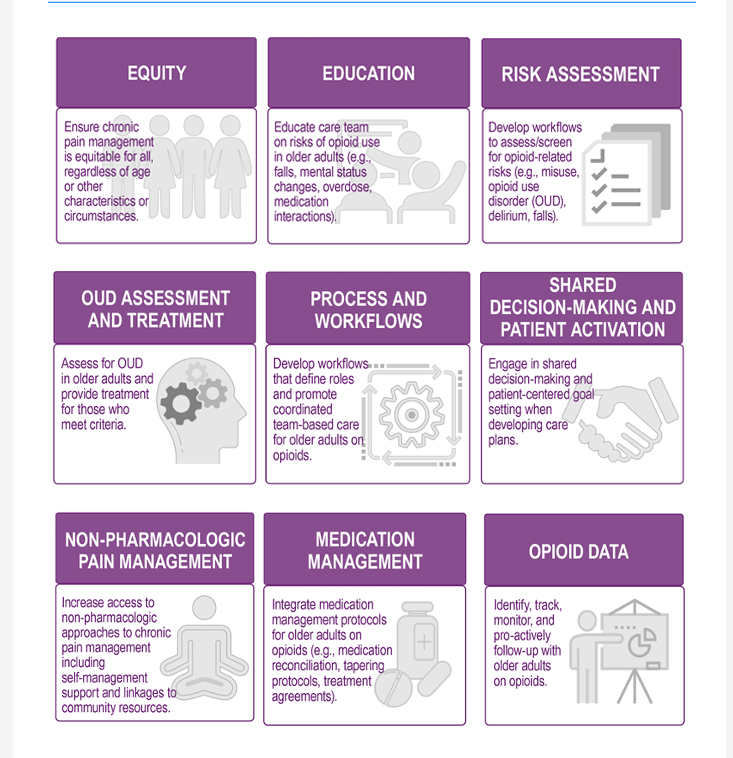 EQUITY
Ensure chronic
pain management
is equitable for all,
regardless of age
or other
characteristics or
circumstances.
EDUCATION
Educate care team
on risks of opioid use
in older adults (e.g.,
falls, mental status
changes, overdose,
medication
interactions).
RISK ASSESSMENT
Develop workflows
to assess/screen
for opioid-related
risks (e.g., misuse,
opioid use
disorder (OUD),
delirium, falls).
OUD ASSESSMENT
AND TREATMENT
Assess for OUD
in older adults and
provide treatment
for those who
meet criteria.
PROCESS AND
WORKFLOWS
Develop workflows
that define roles
and promote
coordinated
team-based care
for older adults on
opioids.
SHARED
DECISION-MAKING AND
PATIENT ACTIVATION
Engage in shared
decision-making and
patient-centered goal
setting when
developing care
plans.
NON-PHARMACOLOGIC
PAIN MANAGEMENT
Increase access to
non-pharmacologic
approaches to chronic
pain management
including
self-management
support and linkages to
community resources.
MEDICATION
MANAGEMENT
Integrate medication
management protocols
for older adults on
opioids (e.g., medication
reconciliation, tapering
protocols, treatment
agreements).
OPIOID DATA
Identify, track,
monitor, and
pro-actively
follow-up with
older adults
on opioids.